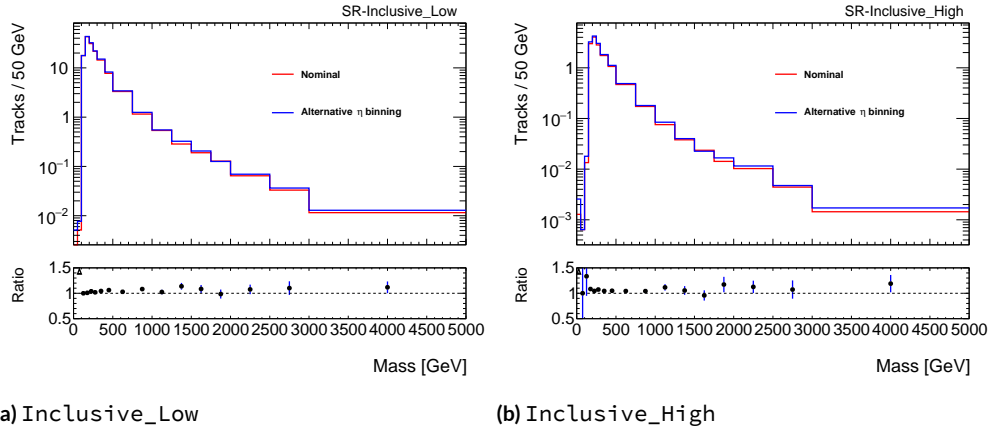 SR-Inclusive_Low
Tracks / 50 GeV
10
1
10⁻¹
10⁻²
Nominal
Alternative η binning
Ratio
1.5
1
0.5
0 500 1000 1500 2000 2500 3000 3500 4000 4500 5000
Mass [GeV]
a) Inclusive_Low
SR-Inclusive_High
Tracks / 50 GeV
1
10⁻¹
10⁻²
10⁻³
Nominal
Alternative η binning
Ratio
1.5
1
0.5
0 500 1000 1500 2000 2500 3000 3500 4000 4500 5000
Mass [GeV]
(b) Inclusive_High